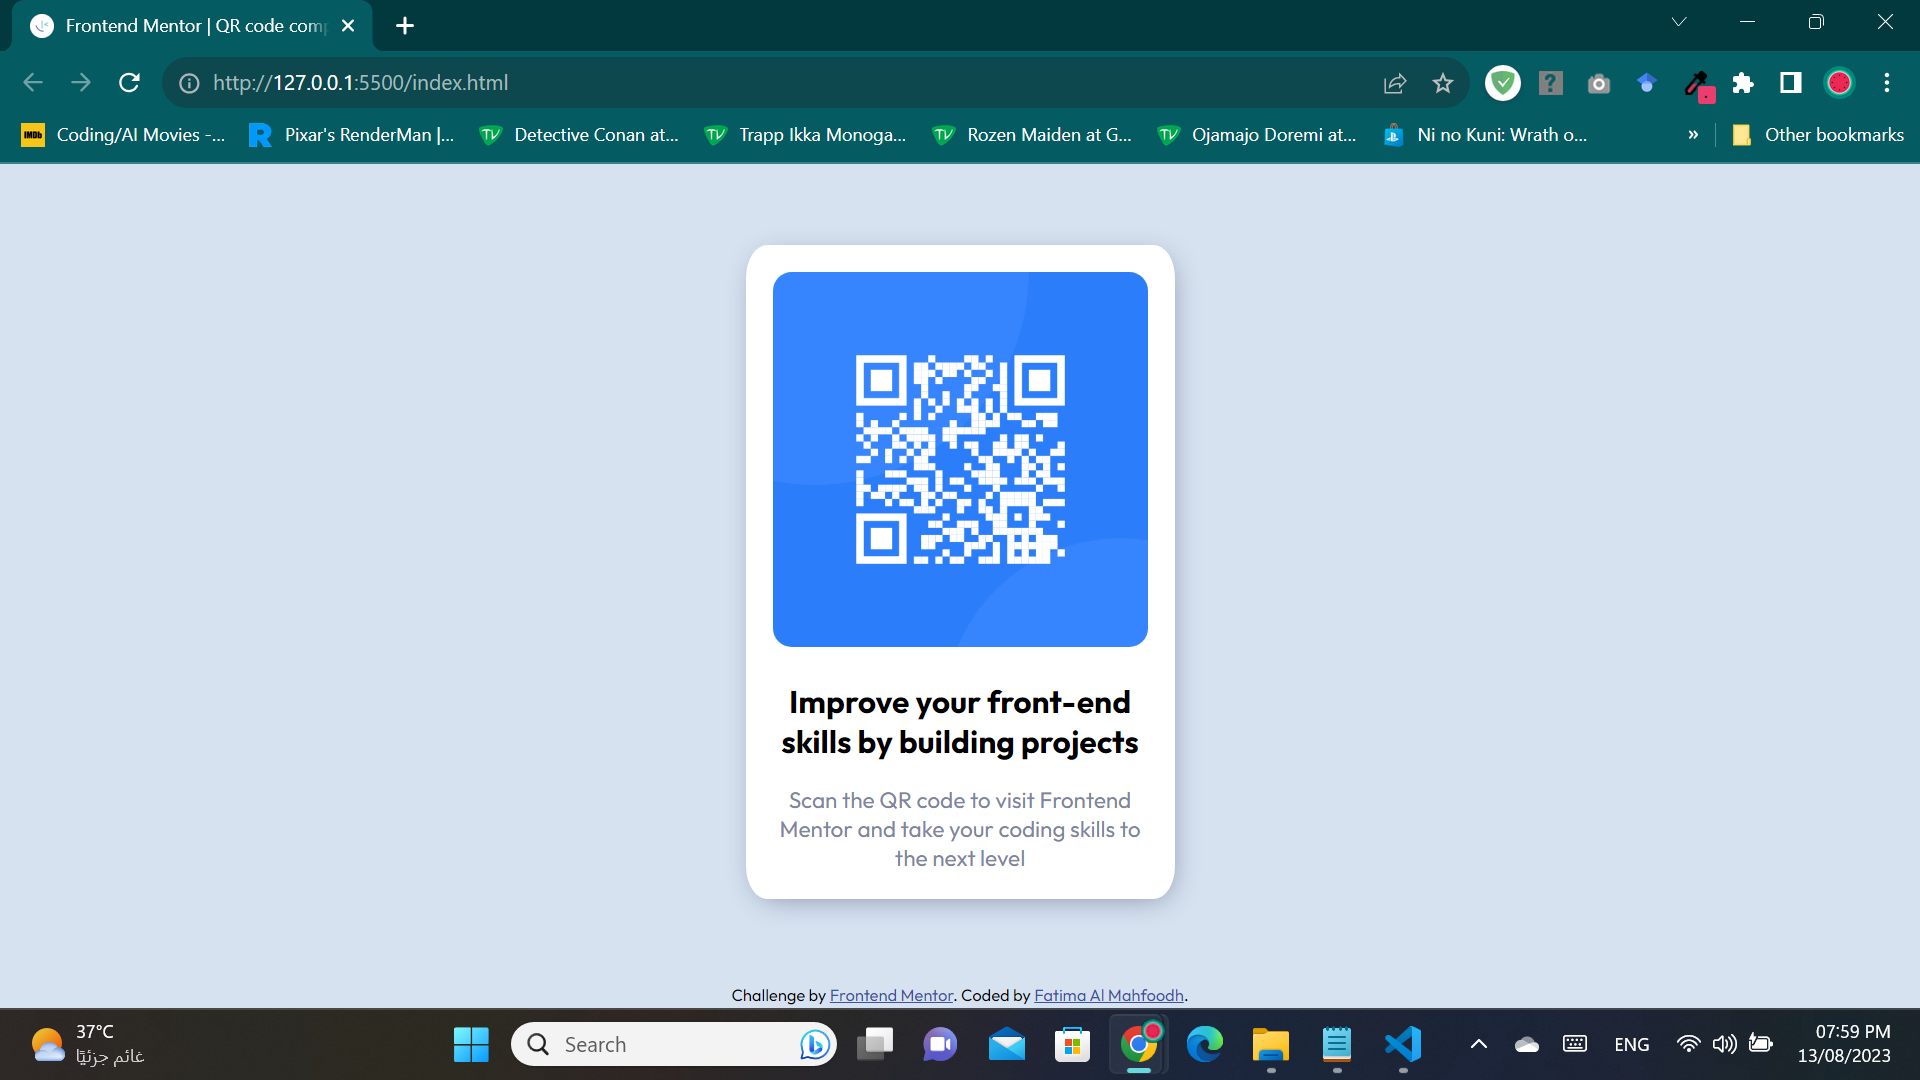 Frontend Mentor | QR code com
http://127.0.0.1:5500/index.html
IMDb Coding/AI Movies -... Pixar's RenderMan |... Detective Conan at... Trapp Ikka Monoga... Rozen Maiden at G... Ojamajo Doremi at... Ni no Kuni: Wrath o... » Other bookmarks
Improve your front-end
skills by building projects
Scan the QR code to visit Frontend
Mentor and take your coding skills to
the next level
Challenge by Frontend Mentor. Coded by Fatima Al Mahfoodh.
37°C
غائم جزئيًا
Search
ENG
07:59 PM
13/08/2023